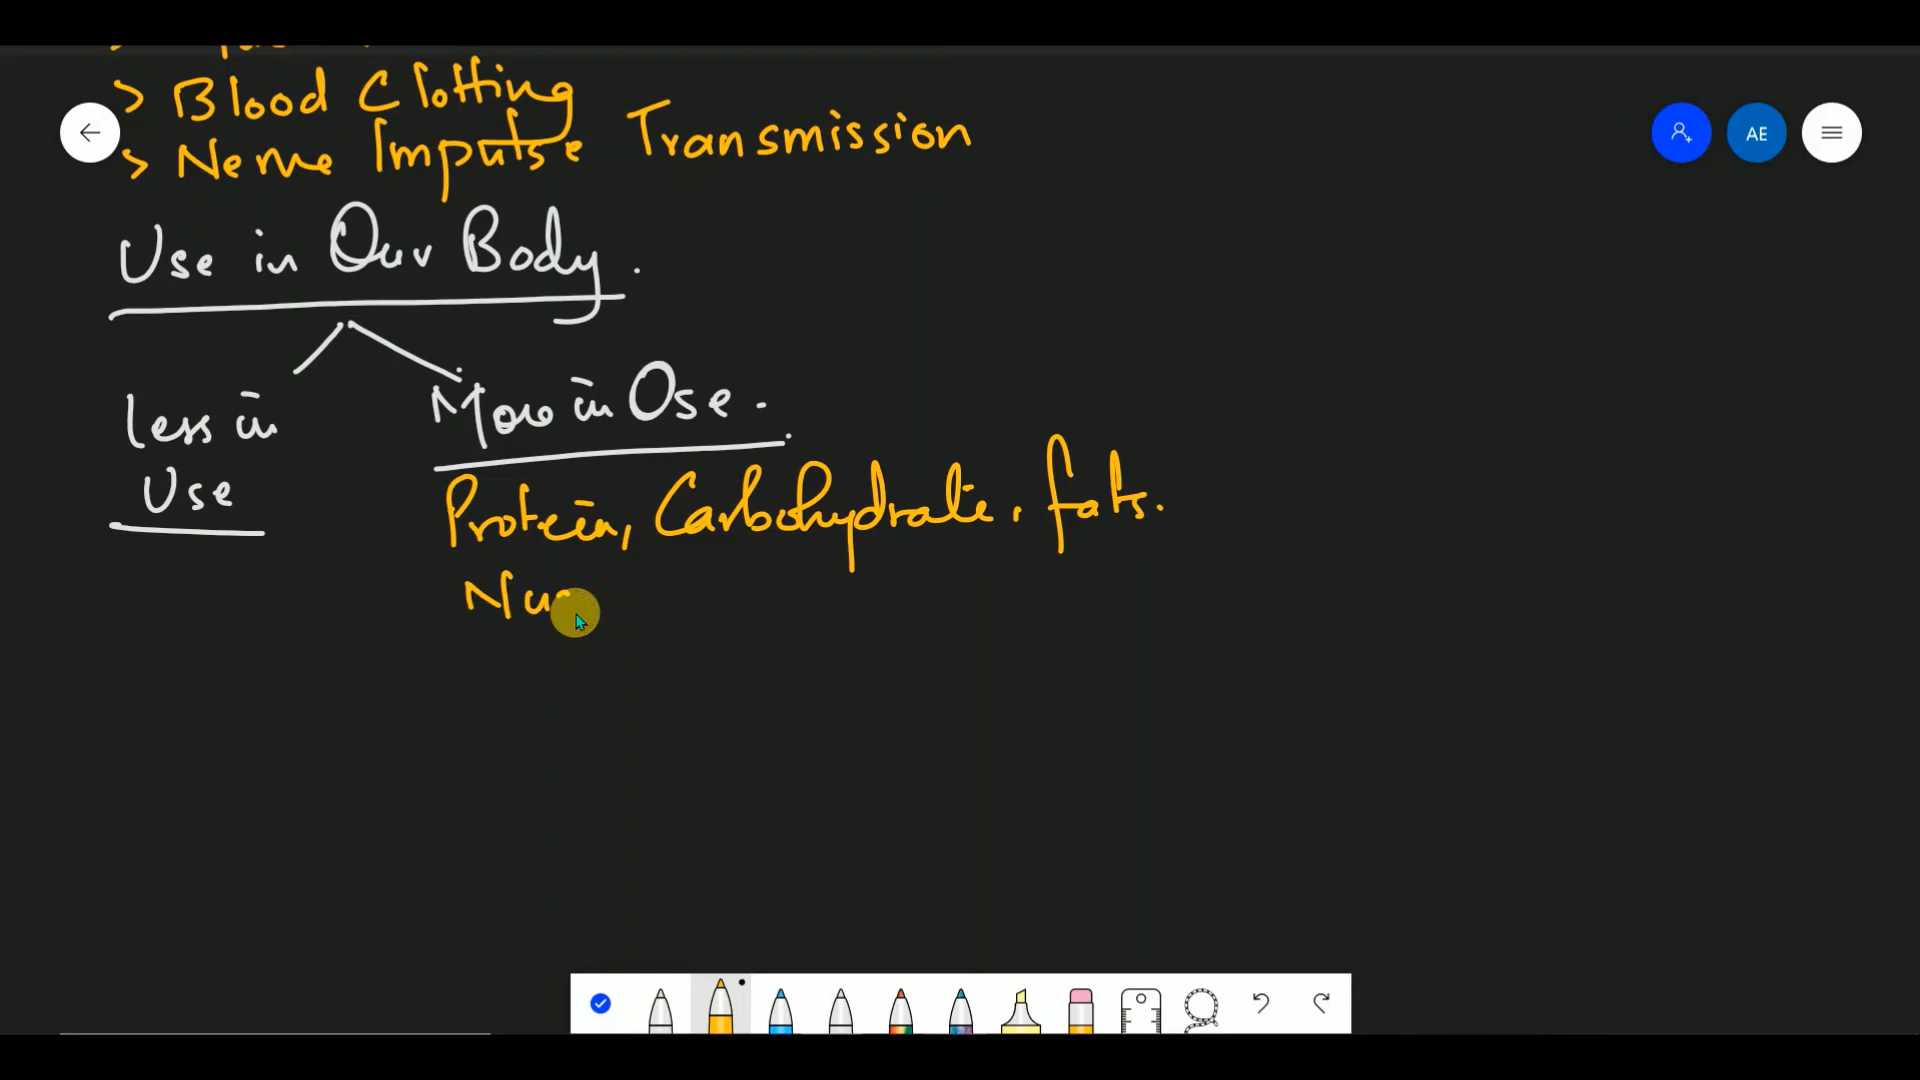 > Blood Clotting
> Nerve Impulse Transmission
AE
Use in Our Body.
Less in
Use
More in Use.
Protein, Carbohydrate, fats.
Nu